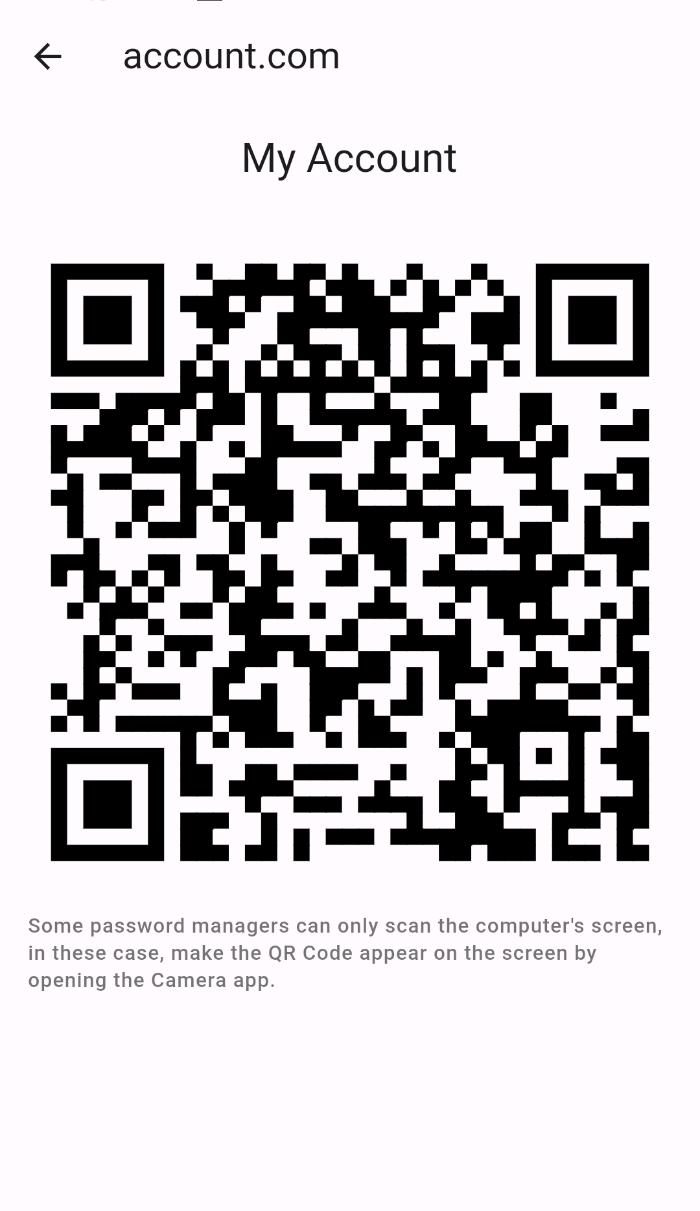 account.com
My Account
Some password managers can only scan the computer's screen,
in these case, make the QR Code appear on the screen by
opening the Camera app.